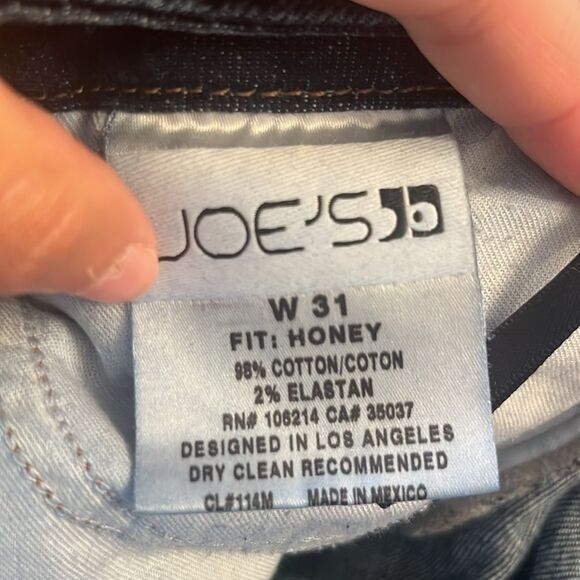 JOE'S
W 31
FIT: HONEY
98% COTTON/COTON
2% ELASTAN
RN# 106214 CA# 35037
DESIGNED IN LOS ANGELES
DRY CLEAN RECOMMENDED
CL#114M MADE IN MEXICO